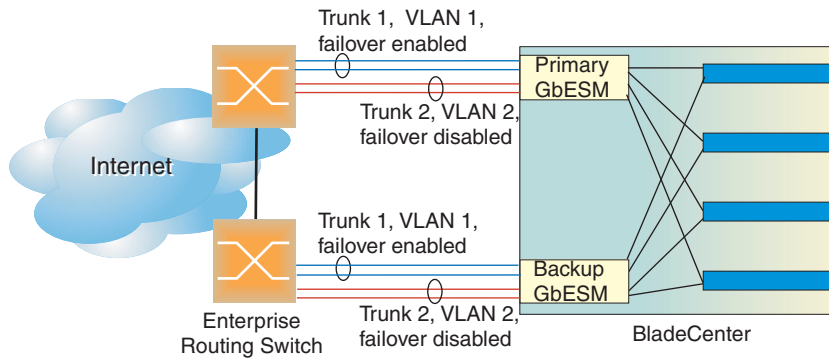 Trunk 1, VLAN 1,
failover enabled
Primary
GbESM
Trunk 2, VLAN 2,
failover disabled
Internet
Trunk 1, VLAN 1,
failover enabled
Backup
GbESM
Trunk 2, VLAN 2,
failover disabled
Enterprise
Routing Switch
BladeCenter